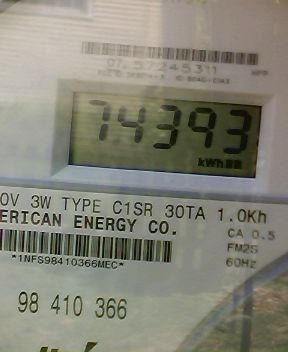 07 57245311
74393
kWh
0V 3W TYPE C1SR 30TA 1.0Kh
ERICAN ENERGY CO.
CA 0.5
FM2S
60Hz
*1NFS98410366MEC*
98 410 366